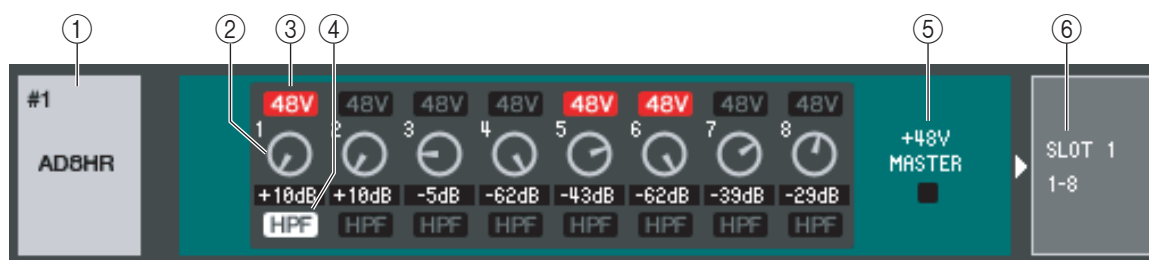 ① ② ③ ④ ⑤ ⑥
#1
AD8HR
48V 48V 48V 48V 48V 48V 48V 48V
1 2 3 4 5 6 7 8
+10dB +10dB -5dB -62dB -43dB -62dB -39dB -29dB
HPF HPF HPF HPF HPF HPF HPF HPF
+48V
MASTER
SLOT 1
1-8